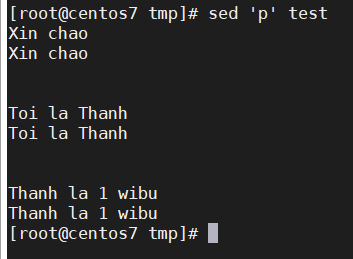 [root@centos7 tmp]# sed 'p' test
Xin chao
Xin chao
Toi la Thanh
Toi la Thanh
Thanh la 1 wibu
Thanh la 1 wibu
[root@centos7 tmp]#